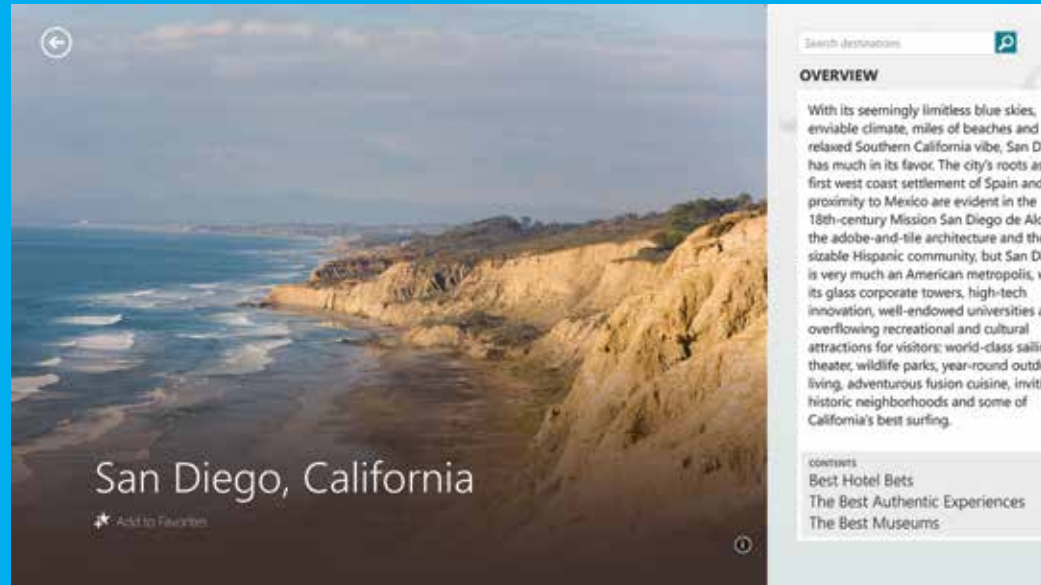 San Diego, California
Add to Favorites
Search destinations
OVERVIEW
With its seemingly limitless blue skies,
enviable climate, miles of beaches and
relaxed Southern California vibe, San D
has much in its favor. The city's roots as
first west coast settlement of Spain and
proximity to Mexico are evident in the
18th-century Mission San Diego de Alc
the adobe-and-tile architecture and the
sizable Hispanic community, but San D
is very much an American metropolis, w
its glass corporate towers, high-tech
innovation, well-endowed universities a
overflowing recreational and cultural
attractions for visitors: world-class saili
theater, wildlife parks, year-round outd
living, adventurous fusion cuisine, inviti
historic neighborhoods and some of
California's best surfing.
CONTENTS
Best Hotel Bets
The Best Authentic Experiences
The Best Museums